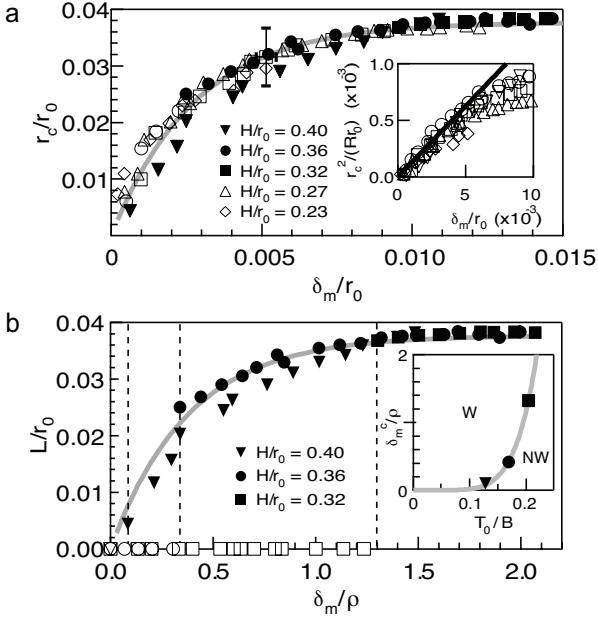 a
0.04
0.03
0.02
0.01
r_c/r_0
H/r_0 = 0.40
H/r_0 = 0.36
H/r_0 = 0.32
H/r_0 = 0.27
H/r_0 = 0.23
1.0
0.5
0.0
r_c^2/(Rr_0) (x10^-3)
0 5 10
δ_m/r_0 (x10^-3)
0.000 0.005 0.010 0.015
δ_m/r_0
b
0.04
0.03
0.02
0.01
0.00
L/r_0
H/r_0 = 0.40
H/r_0 = 0.36
H/r_0 = 0.32
2
0
δ_m^c/ρ
W
NW
0.0 0.1 0.2
T_0/B
0.0 0.5 1.0 1.5 2.0
δ_m/ρ